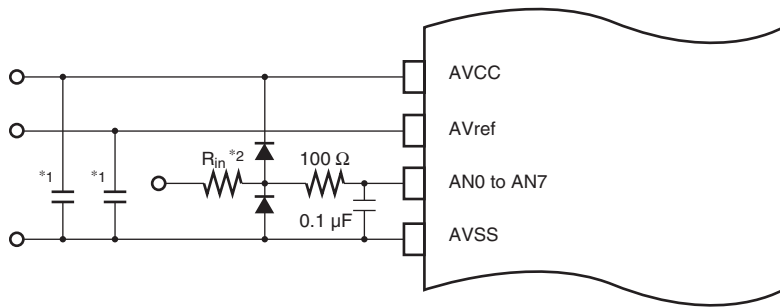 AVCC
AVref
Rin *2
100 Ω
*1
*1
AN0 to AN7
0.1 µF
AVSS